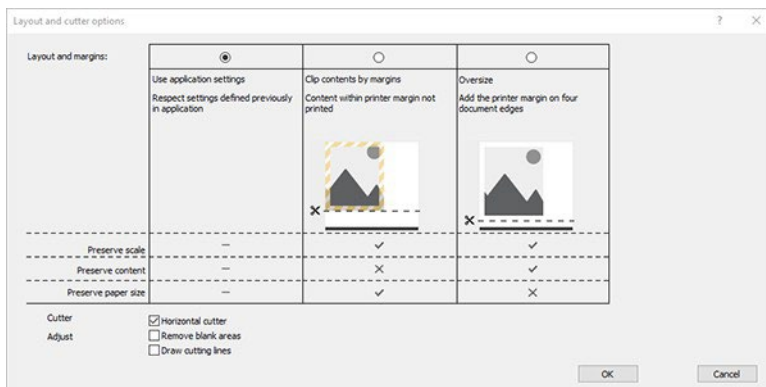 Layout and cutter options
Layout and margins:
Use application settings
Clip contents by margins
Oversize
Respect settings defined previously
in application
Content within printer margin not
printed
Add the printer margin on four
document edges
Preserve scale
Preserve content
Preserve paper size
Cutter
Horizontal cutter
Adjust
Remove blank areas
Draw cutting lines
OK
Cancel